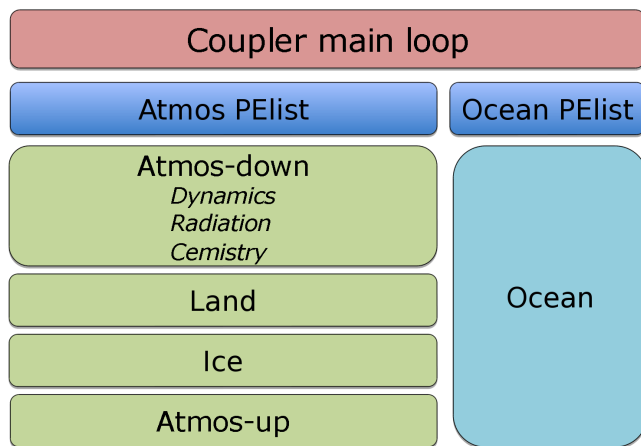 Coupler main loop
Atmos PElist
Ocean PElist
Atmos-down
Dynamics
Radiation
Cemistry
Land
Ice
Atmos-up
Ocean